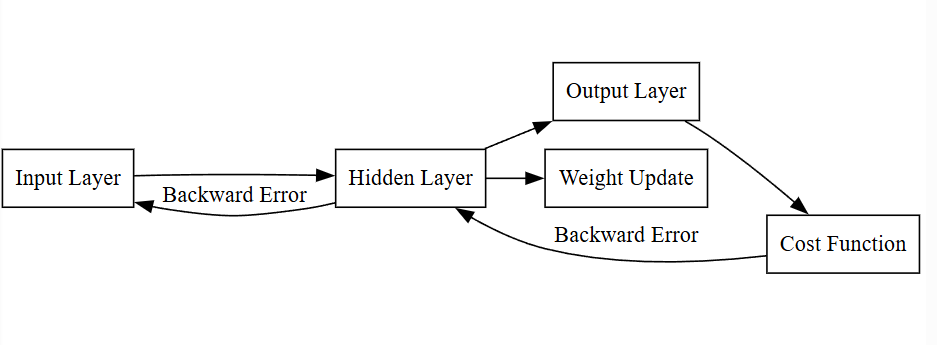 Output Layer
Input Layer
Backward Error
Hidden Layer
Weight Update
Backward Error
Cost Function